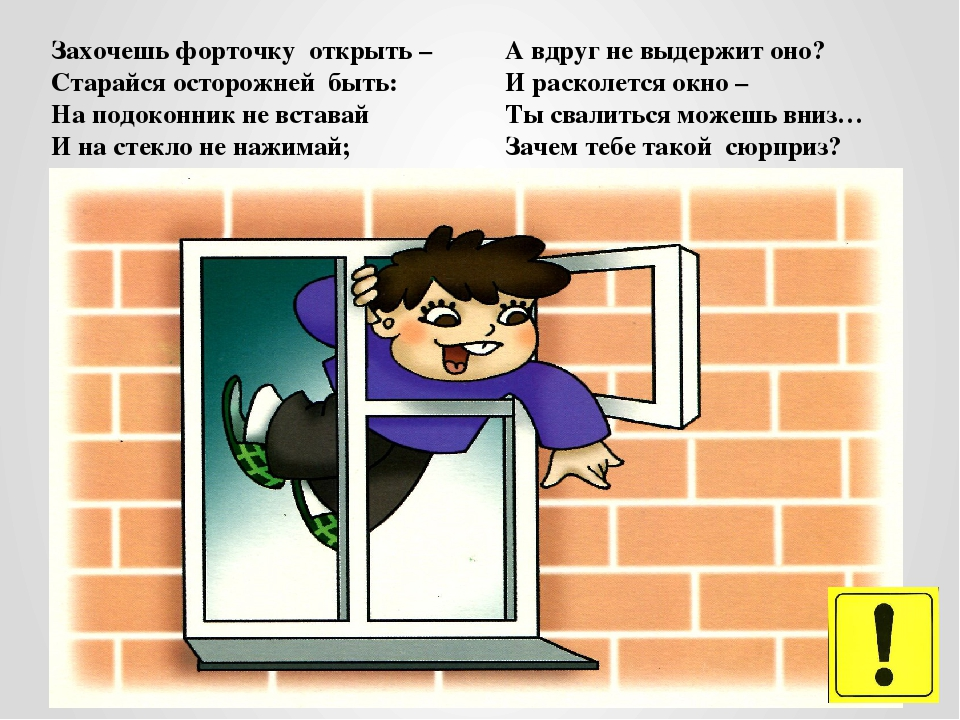 Захочешь форточку открыть –
Старайся осторожней быть:
На подоконник не вставай
И на стекло не нажимай;
А вдруг не выдержит оно?
И расколется окно –
Ты свалиться можешь вниз…
Зачем тебе такой сюрприз?
!